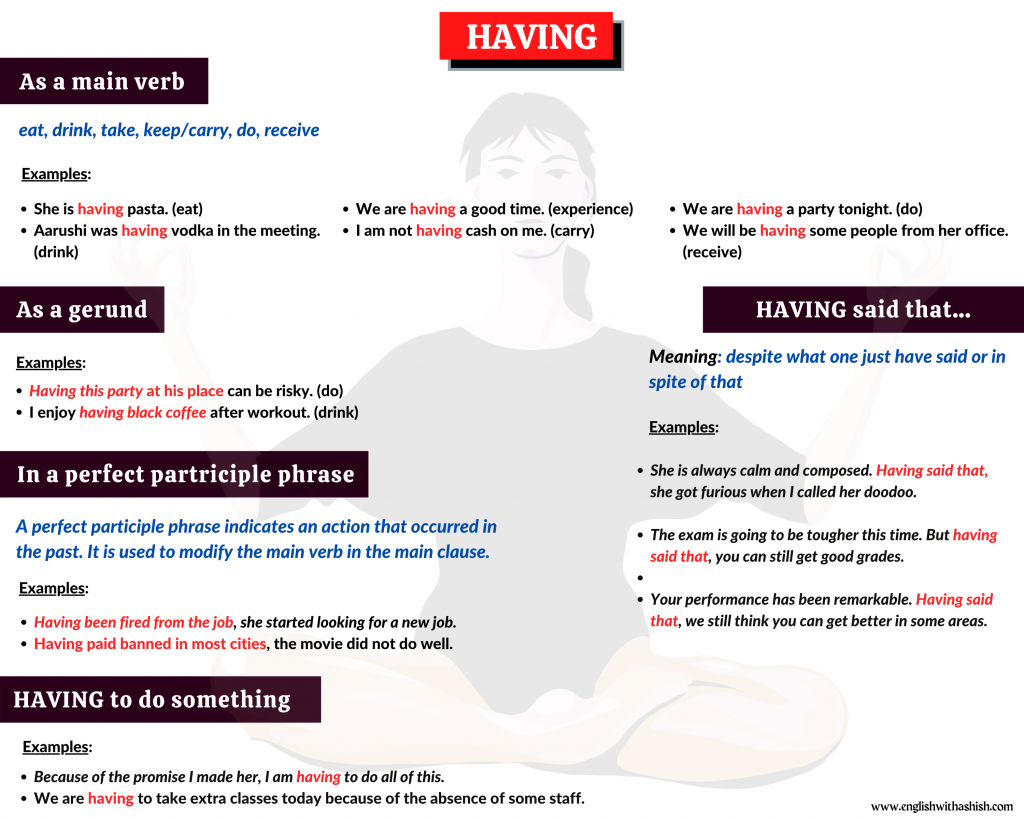 HAVING
As a main verb
eat, drink, take, keep/carry, do, receive
Examples:
• She is having pasta. (eat)
• Aarushi was having vodka in the meeting.
(drink)
• We are having a good time. (experience)
• I am not having cash on me. (carry)
• We are having a party tonight. (do)
• We will be having some people from her office.
(receive)
As a gerund
Examples:
• Having this party at his place can be risky. (do)
• I enjoy having black coffee after workout. (drink)
In a perfect partriciple phrase
A perfect participle phrase indicates an action that occurred in
the past. It is used to modify the main verb in the main clause.
Examples:
• Having been fired from the job, she started looking for a new job.
• Having paid banned in most cities, the movie did not do well.
HAVING to do something
Examples:
• Because of the promise I made her, I am having to do all of this.
• We are having to take extra classes today because of the absence of some staff.
HAVING said that...
Meaning: despite what one just have said or in
spite of that
Examples:
• She is always calm and composed. Having said that,
she got furious when I called her doodoo.
• The exam is going to be tougher this time. But having
said that, you can still get good grades.
•
• Your performance has been remarkable. Having said
that, we still think you can get better in some areas.
www.englishwithashish.com